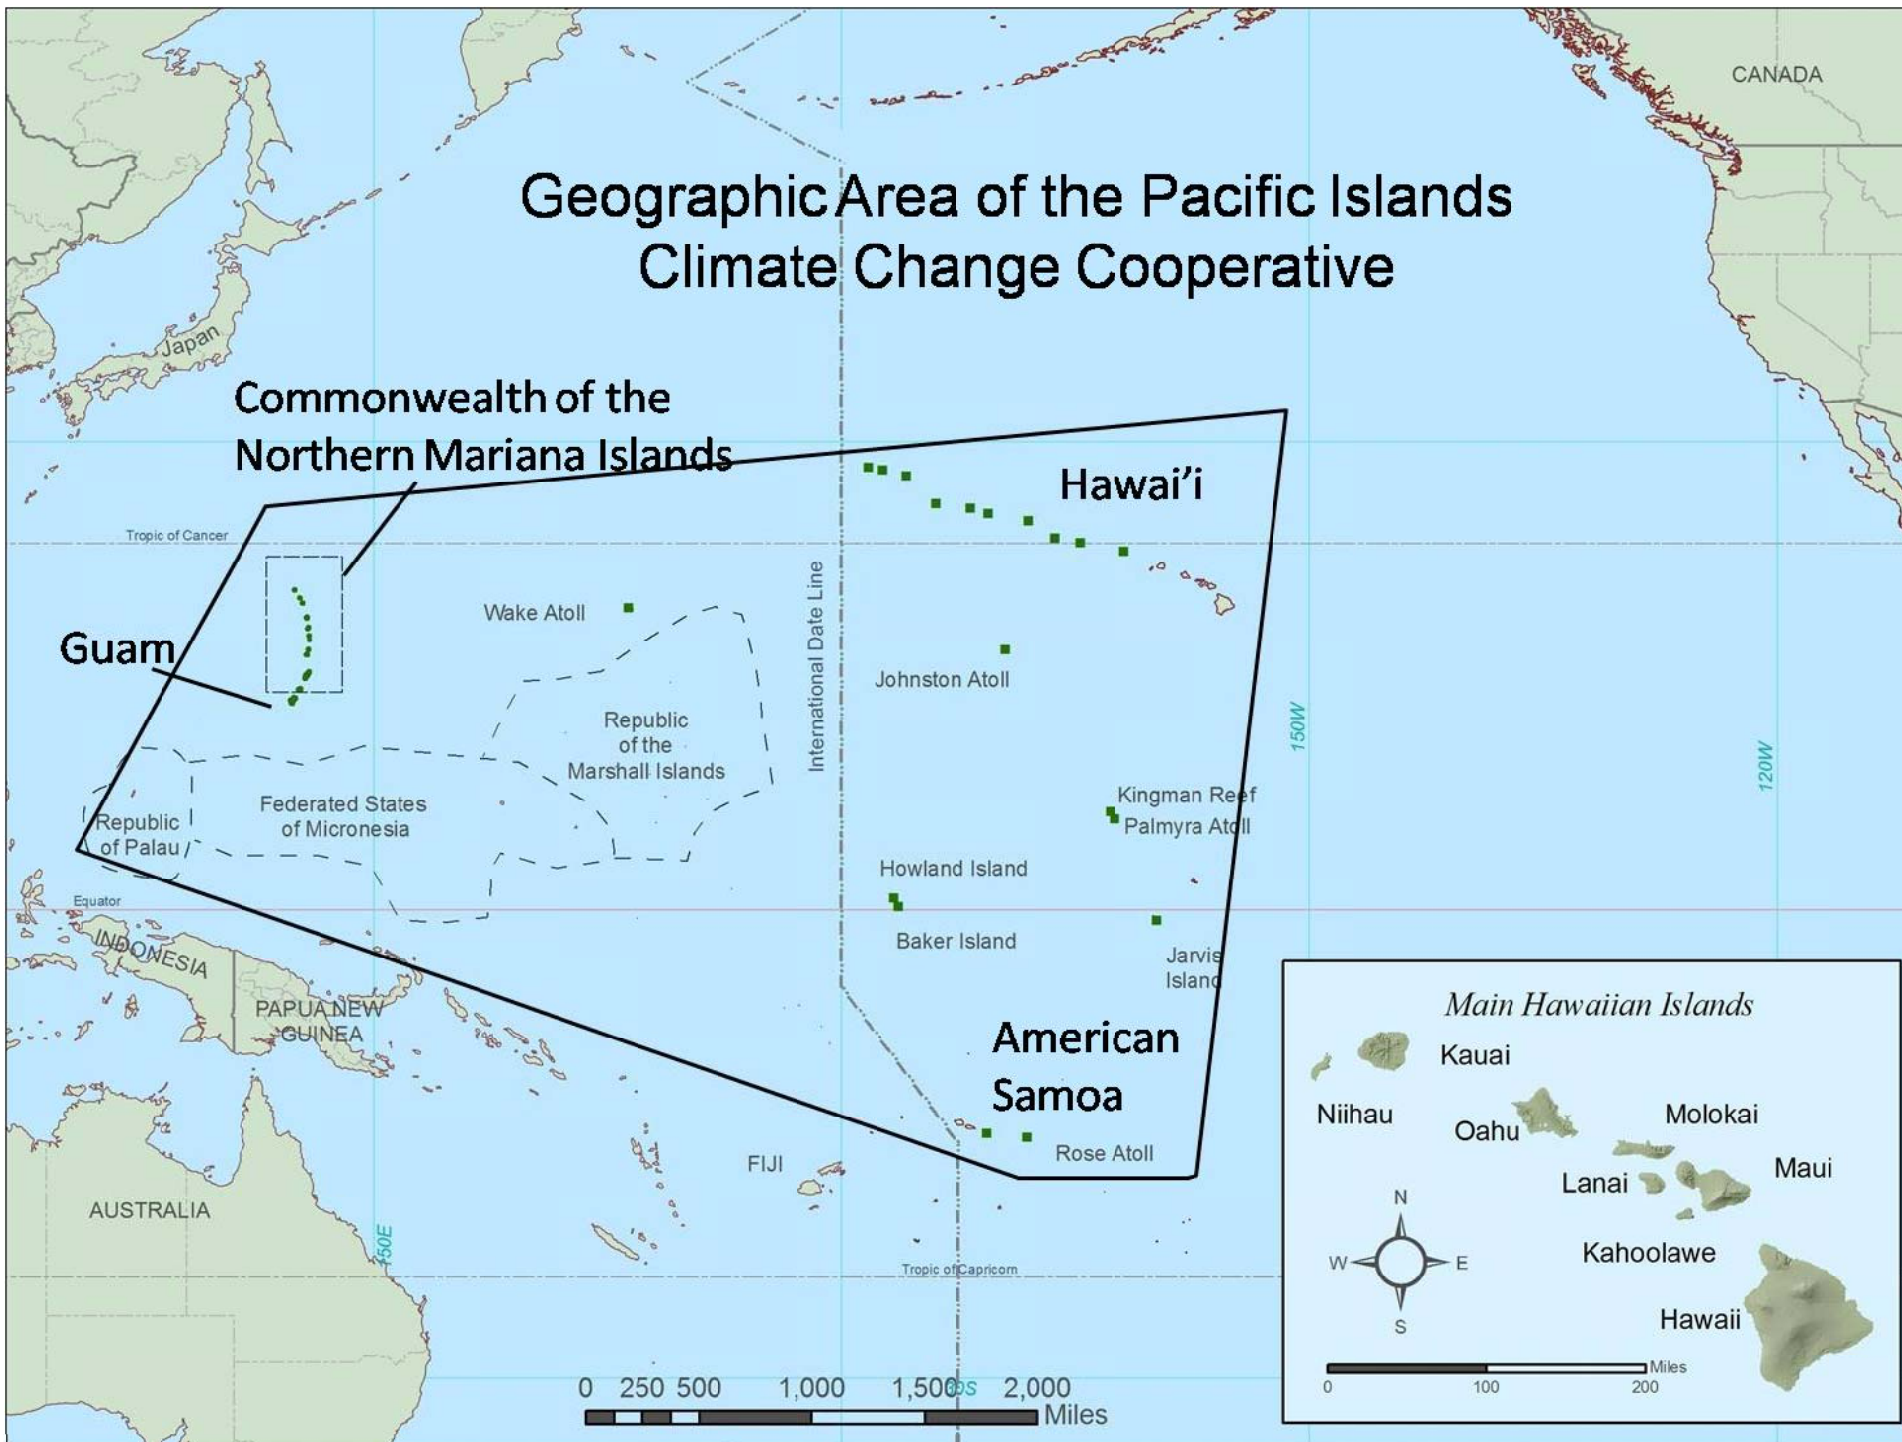 CANADA
Geographic Area of the Pacific Islands
Climate Change Cooperative
Japan
Commonwealth of the
Northern Mariana Islands
Hawai'i
Tropic of Cancer
International Date Line
Wake Atoll
Guam
Johnston Atoll
Republic
of the
Marshall Islands
150W
120W
Federated States
of Micronesia
Republic
of Palau
Kingman Reef
Palmyra Atoll
Howland Island
Equator
Baker Island
INDONESIA
Jarvis
Island
PAPUA NEW
GUINEA
American
Samoa
Rose Atoll
FIJI
AUSTRALIA
150E
Tropic of Capricorn
30S
0 250 500 1,000 1,500 2,000
Miles
Main Hawaiian Islands
Kauai
Niihau
Oahu
Molokai
Maui
Lanai
Kahoolawe
Hawaii
N
W E
S
Miles
0 100 200